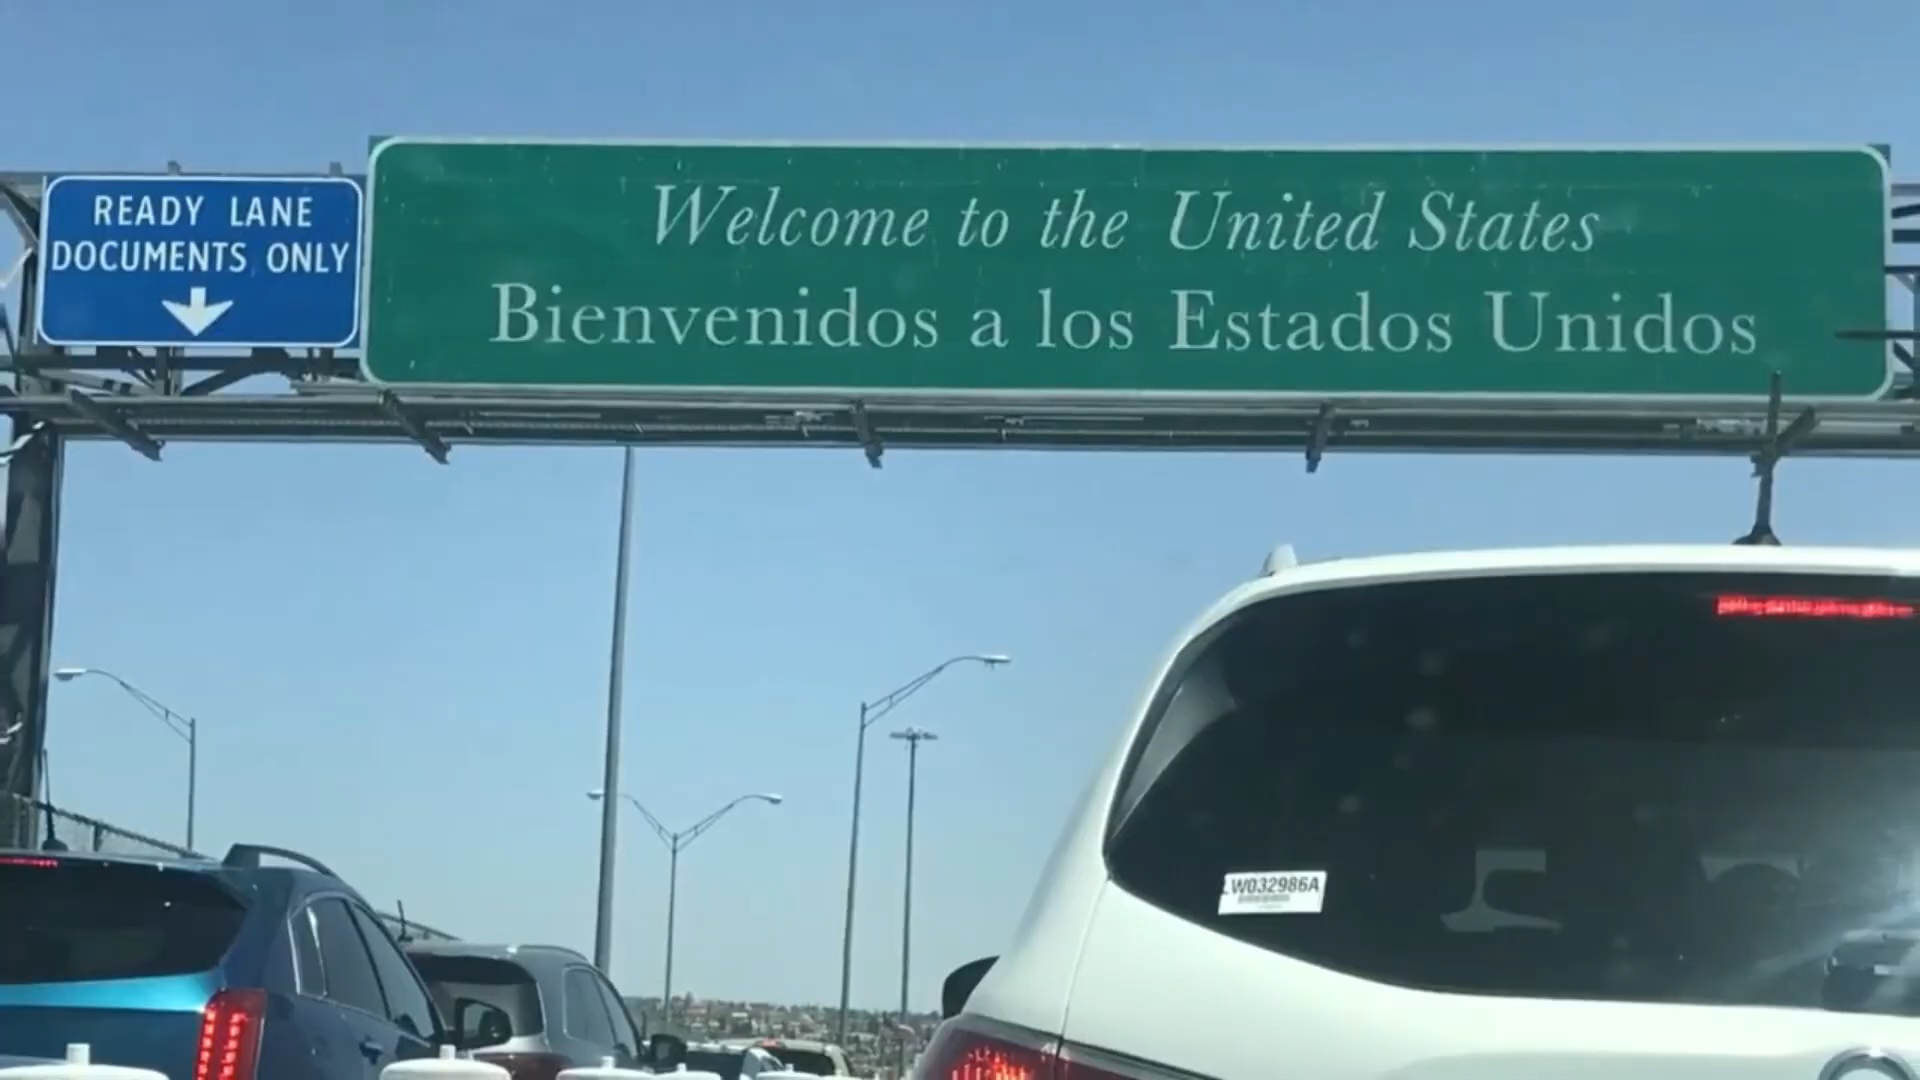 READY LANE
DOCUMENTS ONLY
Welcome to the United States
Bienvenidos a los Estados Unidos
LW032986A